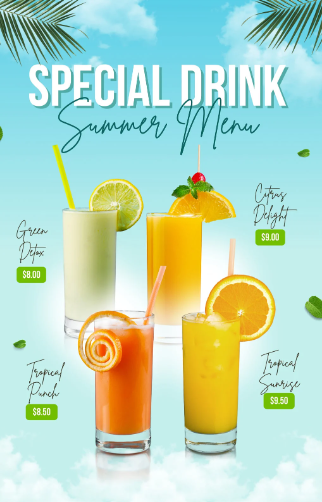 SPECIAL DRINK
Summer Menu
Citrus
Delight
$9.00
Green
Detox
$8.00
Tropical
Punch
$8.50
Tropical
Sunrise
$9.50